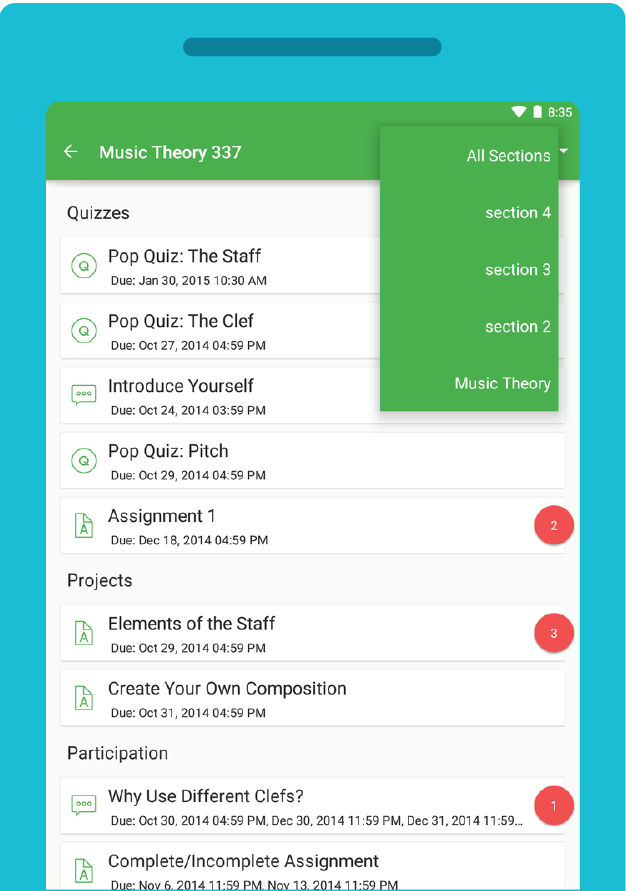 8:35
Music Theory 337
All Sections
section 4
section 3
section 2
Music Theory
Quizzes
Q
Pop Quiz: The Staff
Due: Jan 30, 2015 10:30 AM
Q
Pop Quiz: The Clef
Due: Oct 27, 2014 04:59 PM
Introduce Yourself
Due: Oct 24, 2014 03:59 PM
Q
Pop Quiz: Pitch
Due: Oct 29, 2014 04:59 PM
A
Assignment 1
Due: Dec 18, 2014 04:59 PM
2
Projects
A
Elements of the Staff
Due: Oct 29, 2014 04:59 PM
3
A
Create Your Own Composition
Due: Oct 31, 2014 04:59 PM
Participation
Why Use Different Clefs?
Due: Oct 30, 2014 04:59 PM, Dec 30, 2014 11:59 PM, Dec 31, 2014 11:59...
1
A
Complete/Incomplete Assignment
Due: Nov 6, 2014 11:59 PM, Nov 13, 2014 11:59 PM